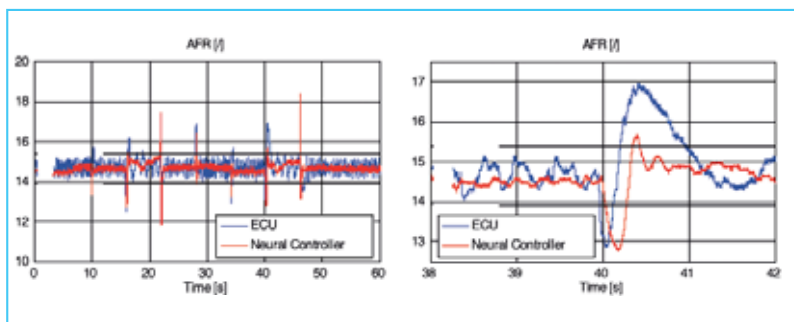 AFR [/]
20
18
16
14
12
10
0 10 20 30 40 50 60
Time [s]
ECU
Neural Controller
AFR [/]
17
16
15
14
13
38 39 40 41 42
Time [s]
ECU
Neural Controller